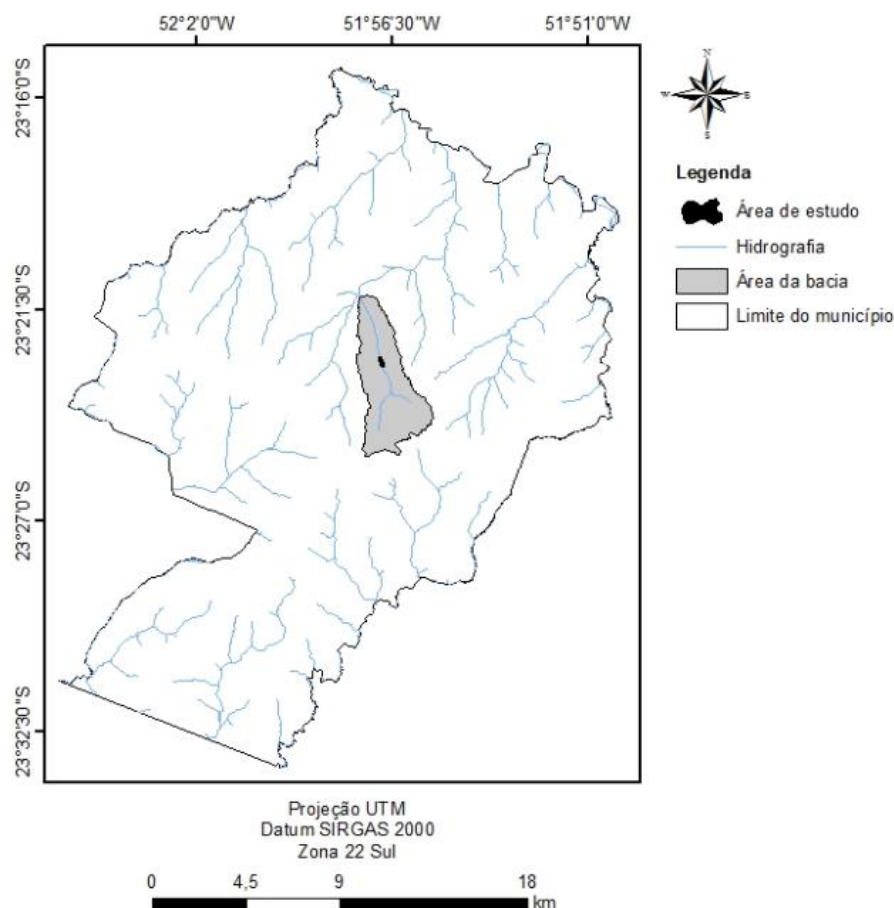 52°2'0"W 51°56'30"W 51°51'0"W
23°16'0"S
23°21'30"S
23°27'0"S
23°32'30"S
N
W E
S
Legenda
Área de estudo
Hidrografia
Área da bacia
Limite do município
Projeção UTM
Datum SIRGAS 2000
Zona 22 Sul
0 4,5 9 18
km